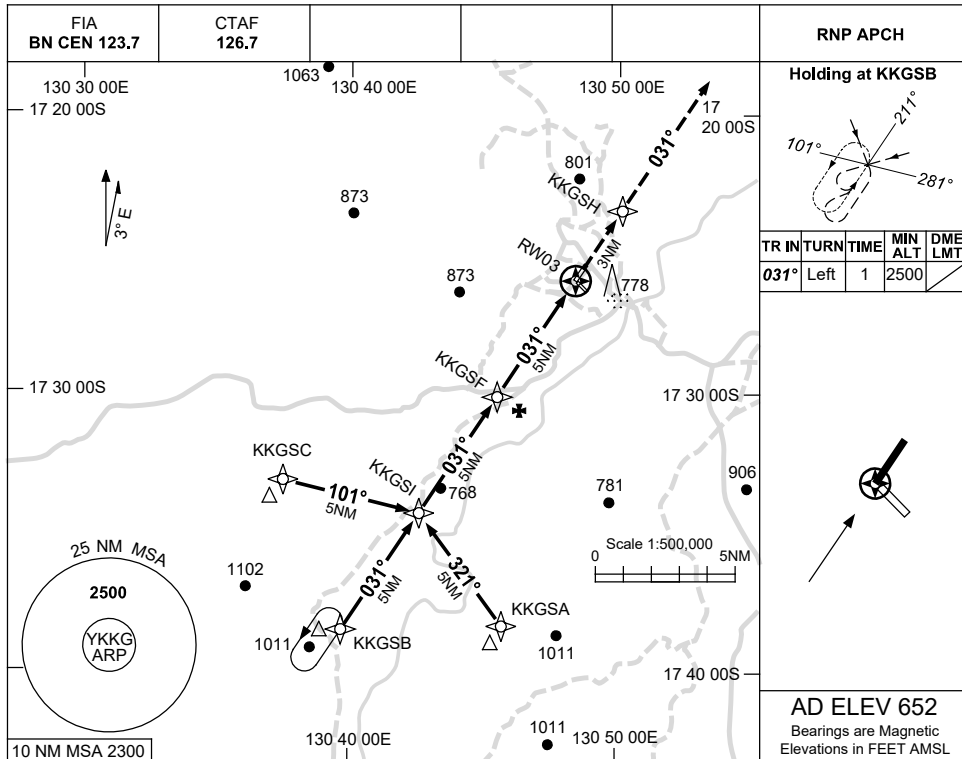 FIA
BN CEN 123.7
CTAF
126.7
RNP APCH
130 30 00E
1063
130 40 00E
130 50 00E
17 20 00S
17
20 00S
Holding at KKGSB
211°
101°
281°
TR IN
TURN
TIME
MIN
ALT
DME
LMT
031°
Left
1
2500
3° E
873
801
KKGSH
031°
3NM
RW03
873
778
031°
5NM
KKGSF
17 30 00S
17 30 00S
KKGSC
KKGSI
031°
5NM
101°
5NM
768
781
906
25 NM MSA
2500
YKKG
ARP
1102
031°
5NM
321°
5NM
Scale 1:500,000
0
5NM
KKGSA
KKGSB
1011
1011
17 40 00S
10 NM MSA 2300
130 40 00E
1011
130 50 00E
AD ELEV 652
Bearings are Magnetic
Elevations in FEET AMSL